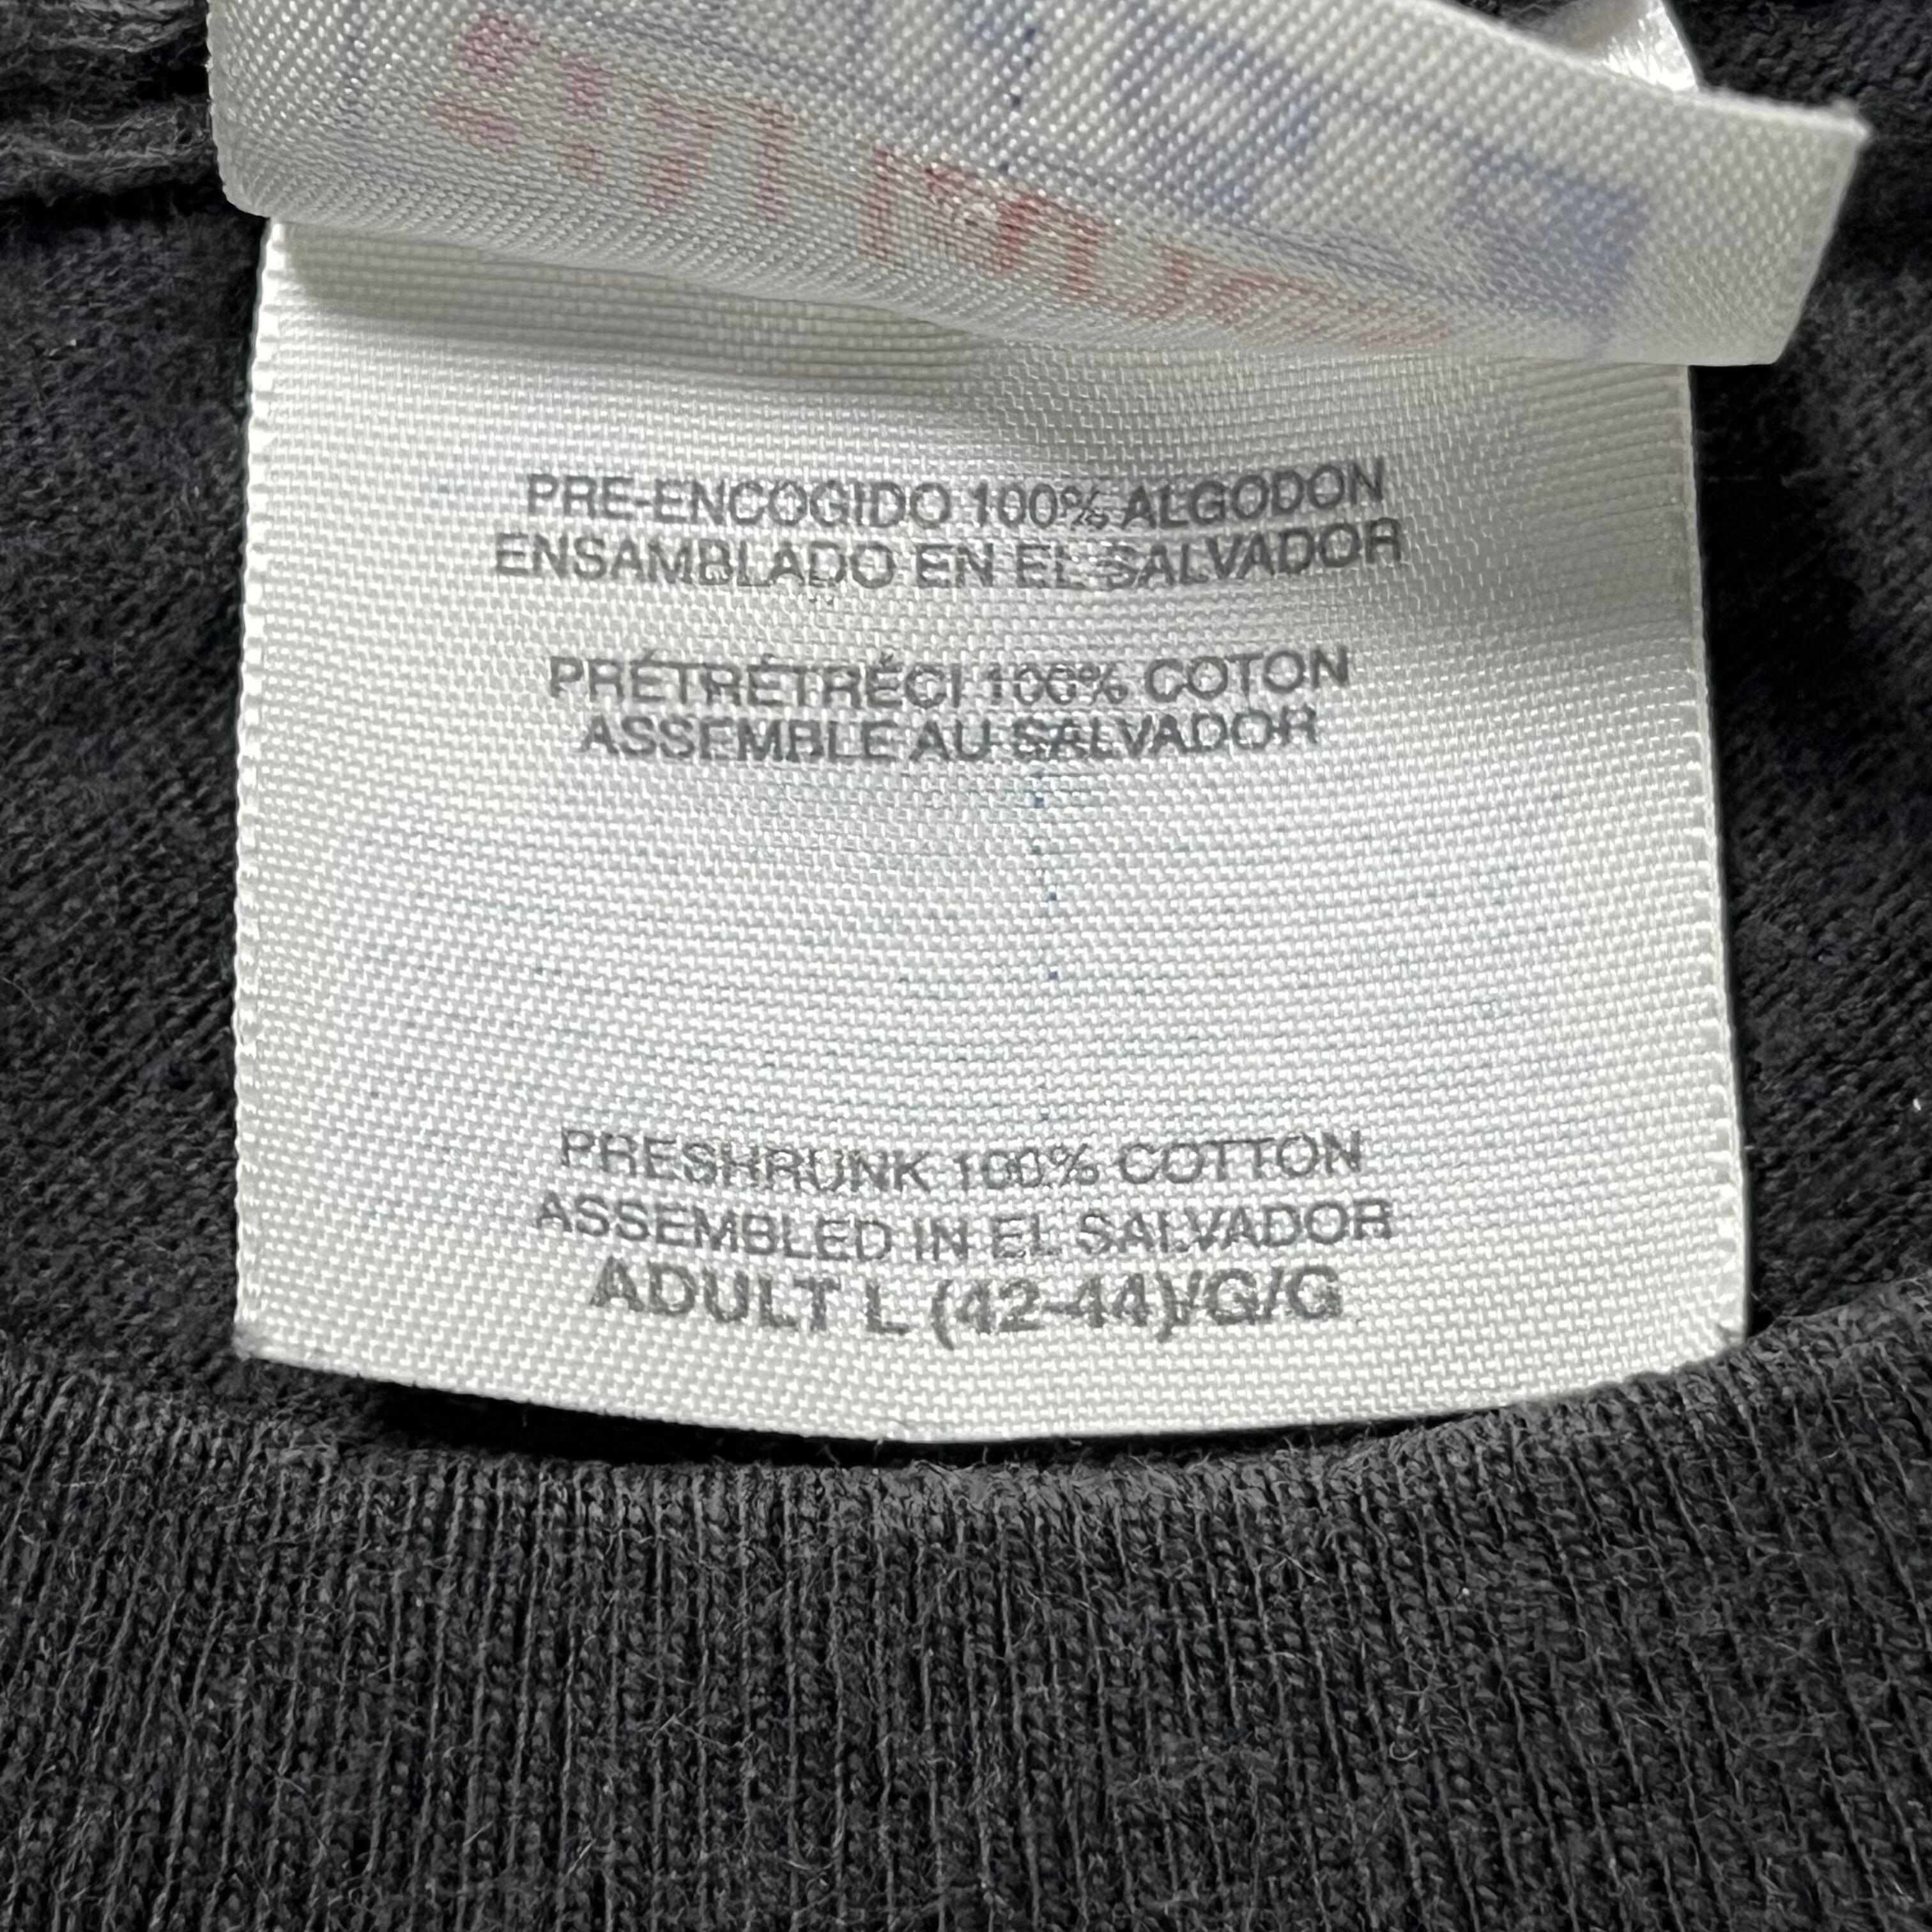 PRE-ENCOGIDO 100% ALGODON
ENSAMBLADO EN EL SALVADOR
PRÉTRÉTRÉCI 100% COTON
ASSEMBLE AU SALVADOR
PRESHRUNK 100% COTTON
ASSEMBLED IN EL SALVADOR
ADULT L (42-44)/G/G